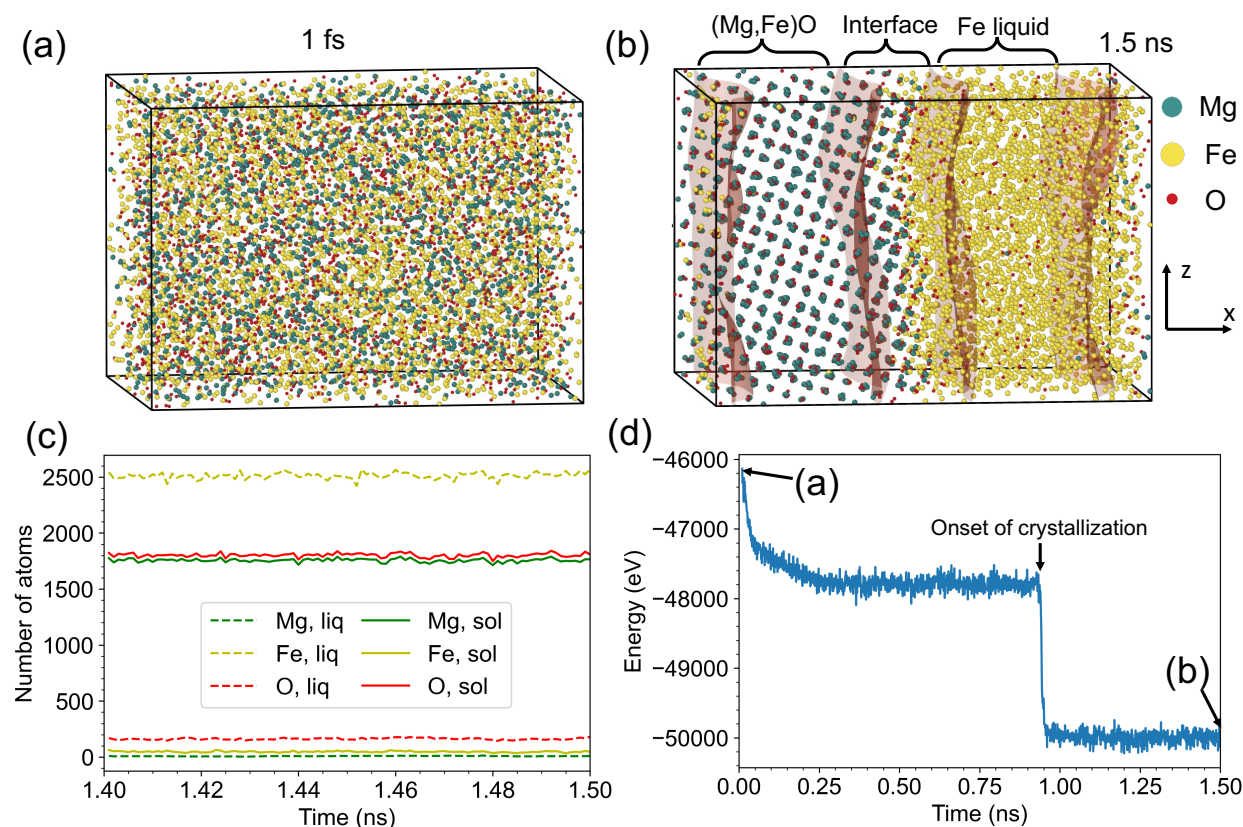 (a)
1 fs
(b)
(Mg,Fe)O
Interface
Fe liquid
1.5 ns
Mg
Fe
O
z
x
(c)
Number of atoms
2500
2000
1500
1000
500
0
Mg, liq
Fe, liq
O, liq
Mg, sol
Fe, sol
O, sol
1.40
1.42
1.44
1.46
1.48
1.50
Time (ns)
(d)
Energy (eV)
−46000
−47000
−48000
−49000
−50000
(a)
Onset of crystallization
(b)
0.00
0.25
0.50
0.75
1.00
1.25
1.50
Time (ns)